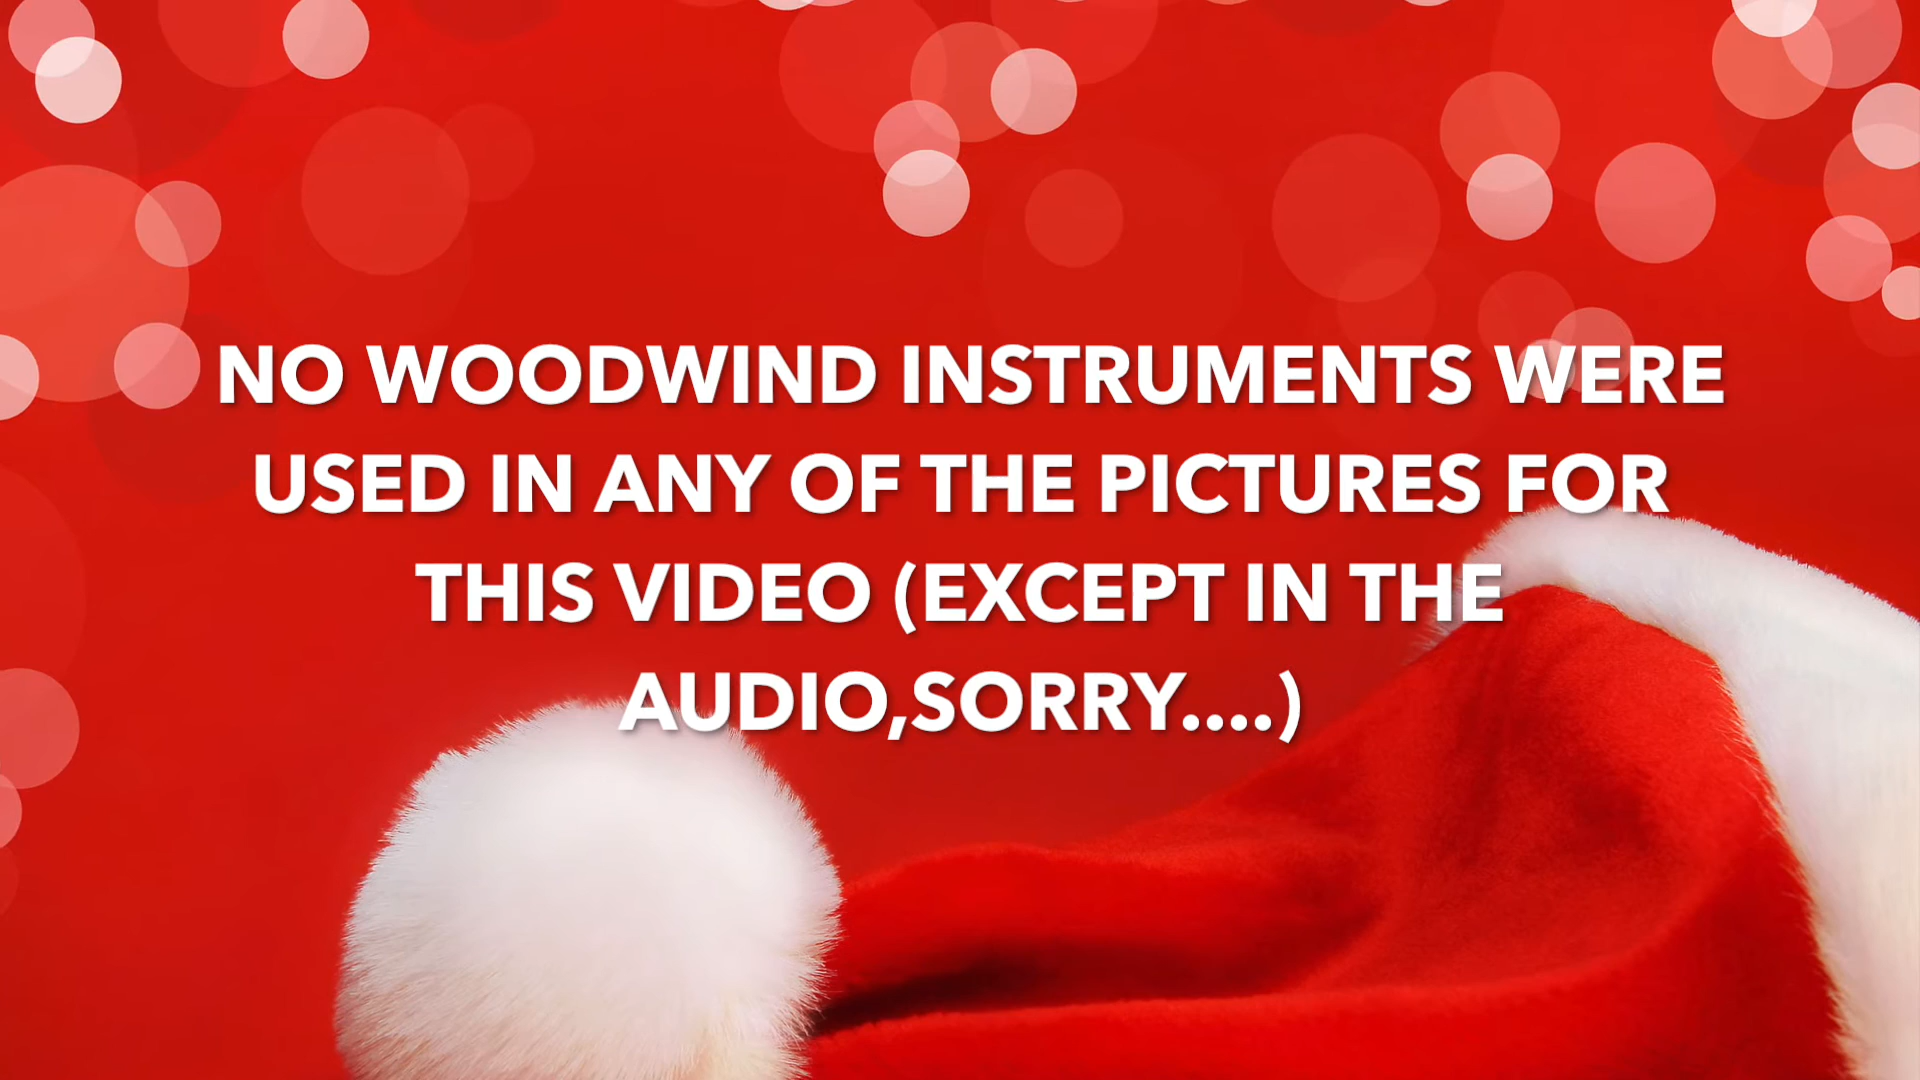 NO WOODWIND INSTRUMENTS WERE
USED IN ANY OF THE PICTURES FOR
THIS VIDEO (EXCEPT IN THE
AUDIO,SORRY....)